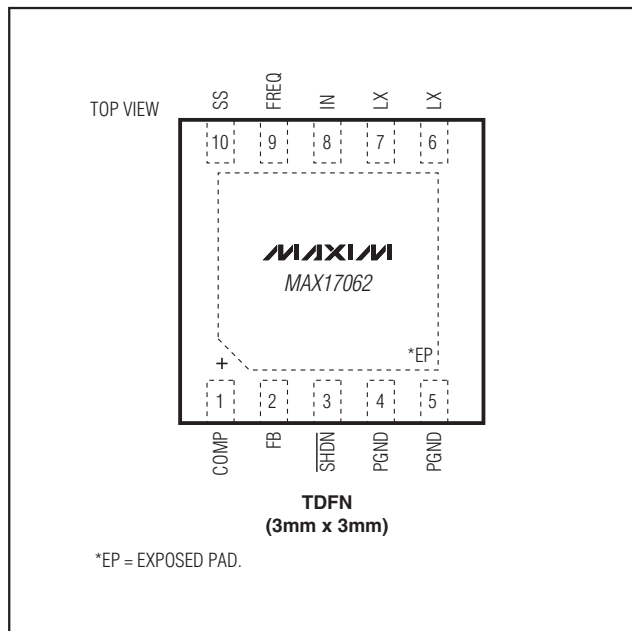 TOP VIEW
SS FREQ IN LX LX
10 9 8 7 6
MAXIM
MAX17062
*EP
+
1 2 3 4 5
COMP FB SHDN PGND PGND
TDFN
(3mm x 3mm)
*EP = EXPOSED PAD.